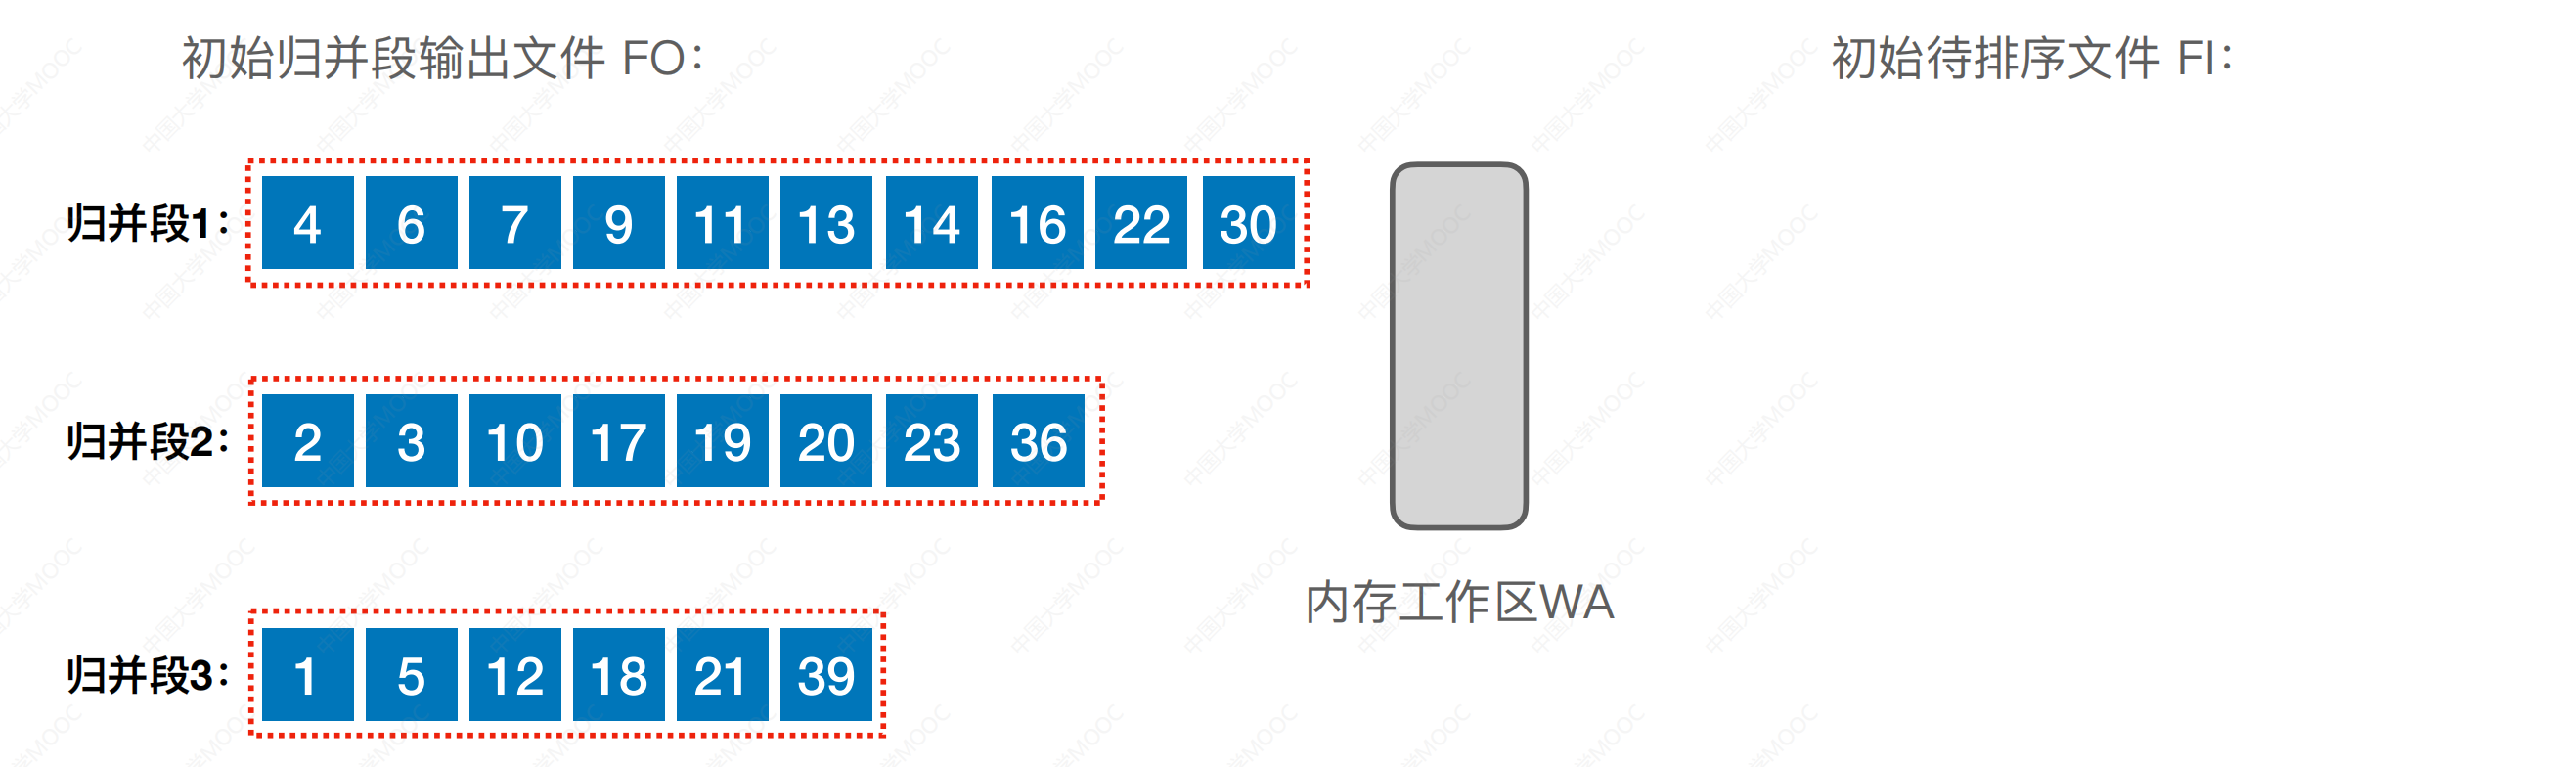 初始归并段输出文件 FO：
初始待排序文件 FI：
归并段1： 4 6 7 9 11 13 14 16 22 30
归并段2： 2 3 10 17 19 20 23 36
内存工作区WA
归并段3： 1 5 12 18 21 39
中国大学MOOC